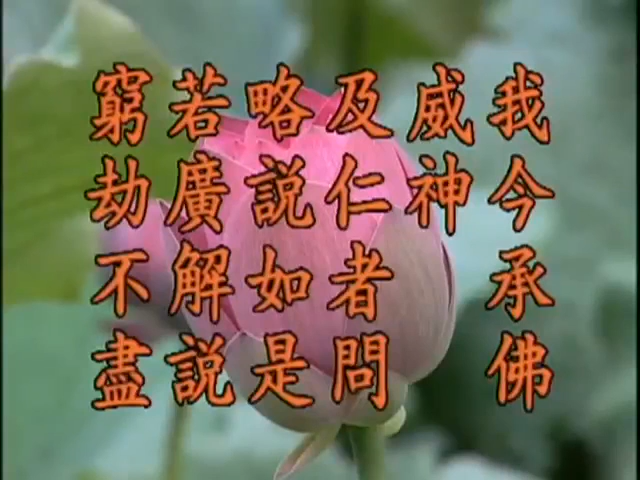 我今承佛
威神
及仁者問
略說如是
若廣解說
窮劫不盡